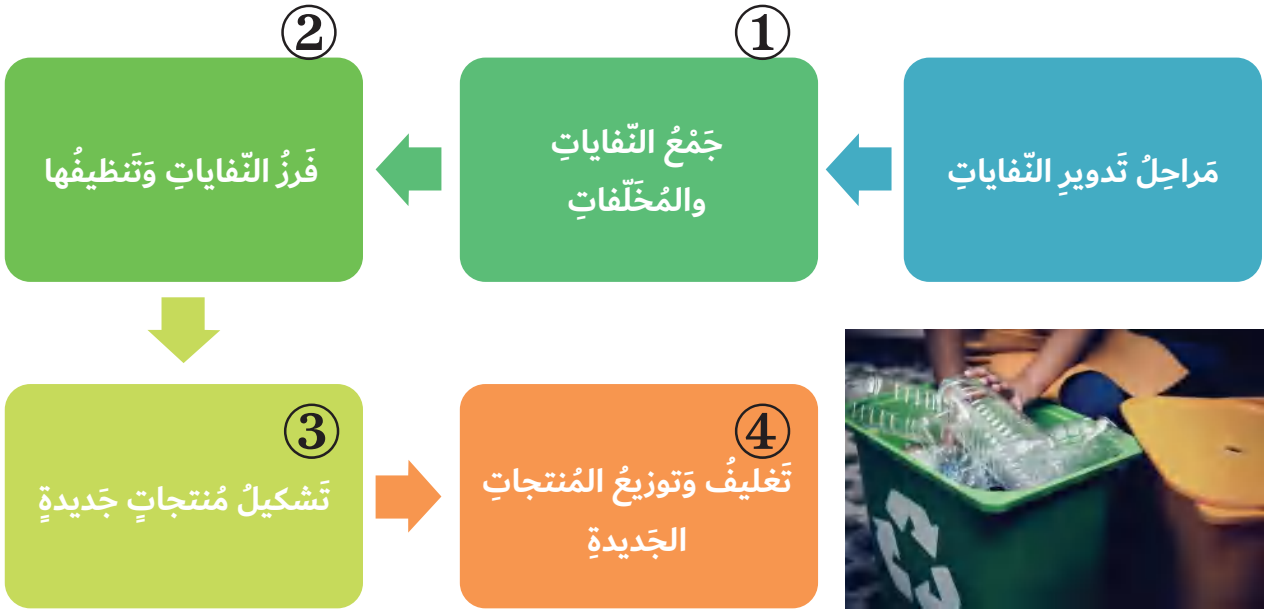 مَراحِلُ تَدويرِ النّفاياتِ
①
جَمْعُ النّفاياتِ
والمُخَلّفاتِ
②
فَرزُ النّفاياتِ وَتَنظيفُها
③
تَشكيلُ مُنتجاتٍ جَديدةٍ
④
تَغليفُ وَتوزيعُ المُنتجاتِ
الجَديدةِ